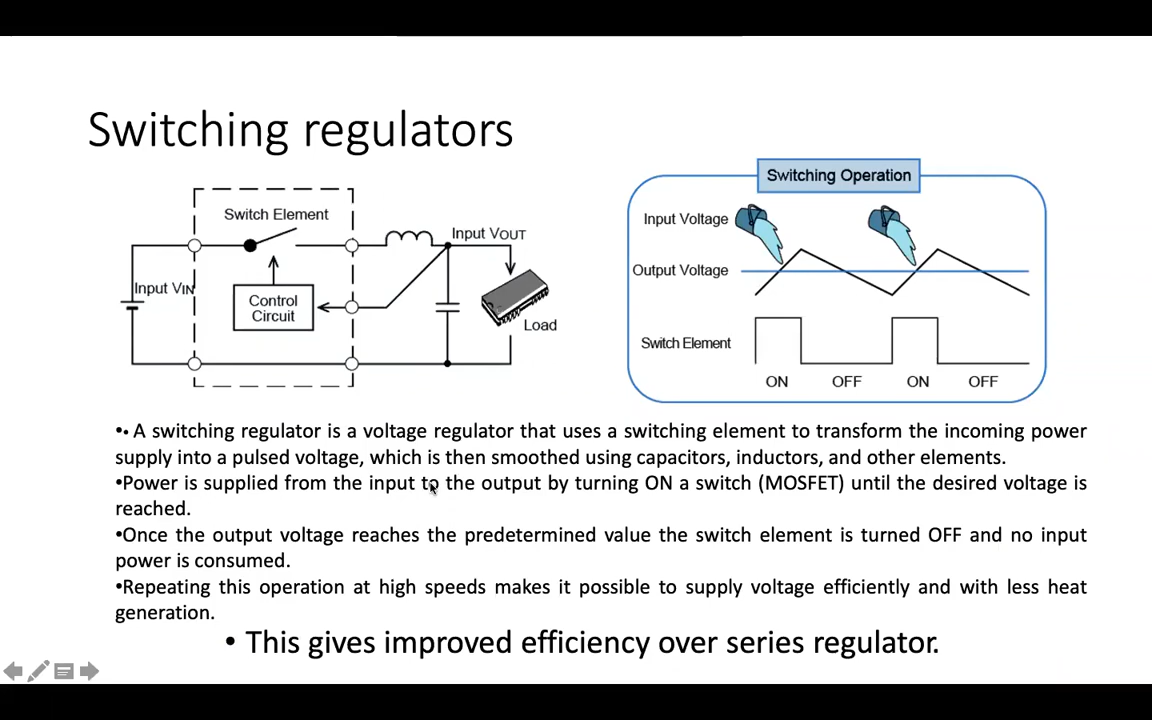 Switching regulators
Switch Element
Input VOUT
Input VIN
Control
Circuit
Load
Switching Operation
Input Voltage
Output Voltage
Switch Element
ON OFF ON OFF
•• A switching regulator is a voltage regulator that uses a switching element to transform the incoming power
supply into a pulsed voltage, which is then smoothed using capacitors, inductors, and other elements.
•Power is supplied from the input to the output by turning ON a switch (MOSFET) until the desired voltage is
reached.
•Once the output voltage reaches the predetermined value the switch element is turned OFF and no input
power is consumed.
•Repeating this operation at high speeds makes it possible to supply voltage efficiently and with less heat
generation.
• This gives improved efficiency over series regulator.